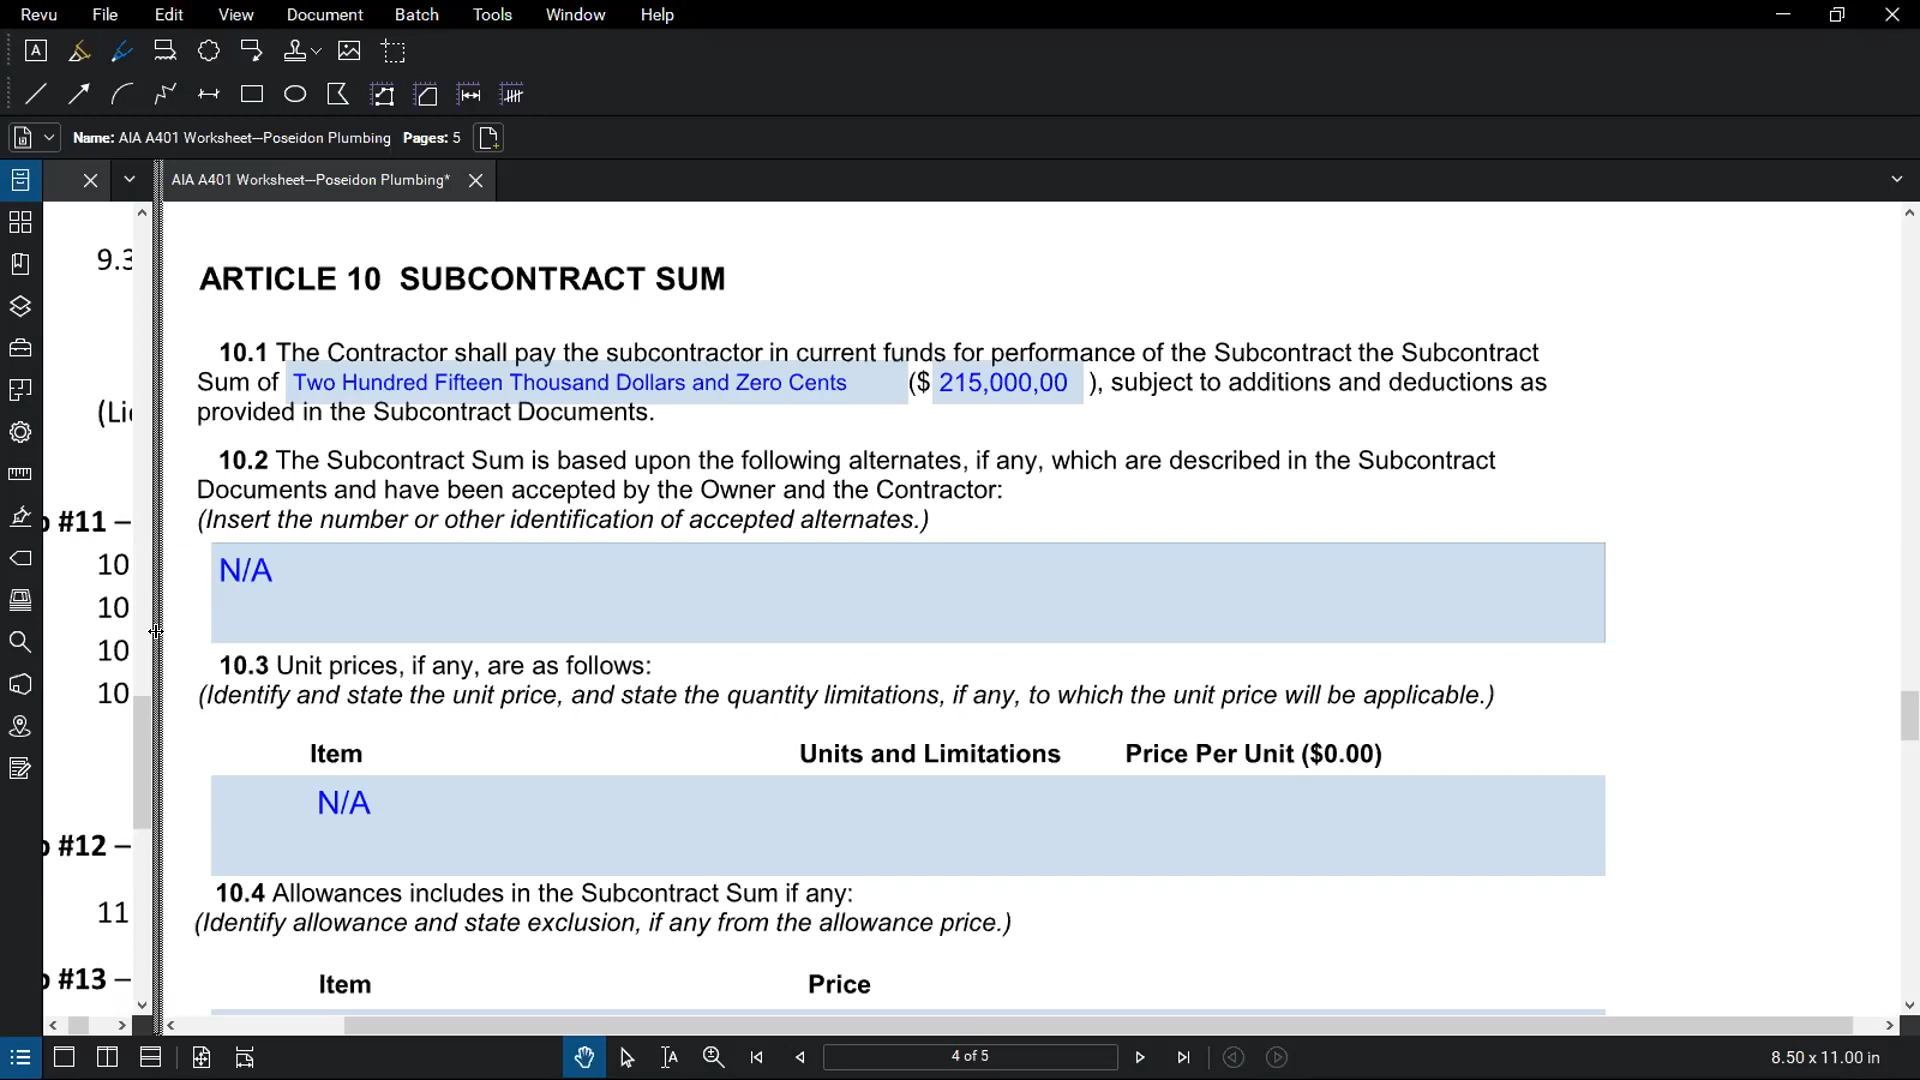 Revu File Edit View Document Batch Tools Window Help
Name: AIA A401 Worksheet—Poseidon Plumbing Pages: 5
AIA A401 Worksheet—Poseidon Plumbing*
9.3
(Li
#11 –
10
10
10
10
#12 –
11
#13 –
ARTICLE 10 SUBCONTRACT SUM
10.1 The Contractor shall pay the subcontractor in current funds for performance of the Subcontract the Subcontract
Sum of Two Hundred Fifteen Thousand Dollars and Zero Cents ($ 215,000,00 ), subject to additions and deductions as
provided in the Subcontract Documents.
10.2 The Subcontract Sum is based upon the following alternates, if any, which are described in the Subcontract
Documents and have been accepted by the Owner and the Contractor:
(Insert the number or other identification of accepted alternates.)
N/A
10.3 Unit prices, if any, are as follows:
(Identify and state the unit price, and state the quantity limitations, if any, to which the unit price will be applicable.)
Item Units and Limitations Price Per Unit ($0.00)
N/A
10.4 Allowances includes in the Subcontract Sum if any:
(Identify allowance and state exclusion, if any from the allowance price.)
Item Price
4 of 5
8.50 x 11.00 in